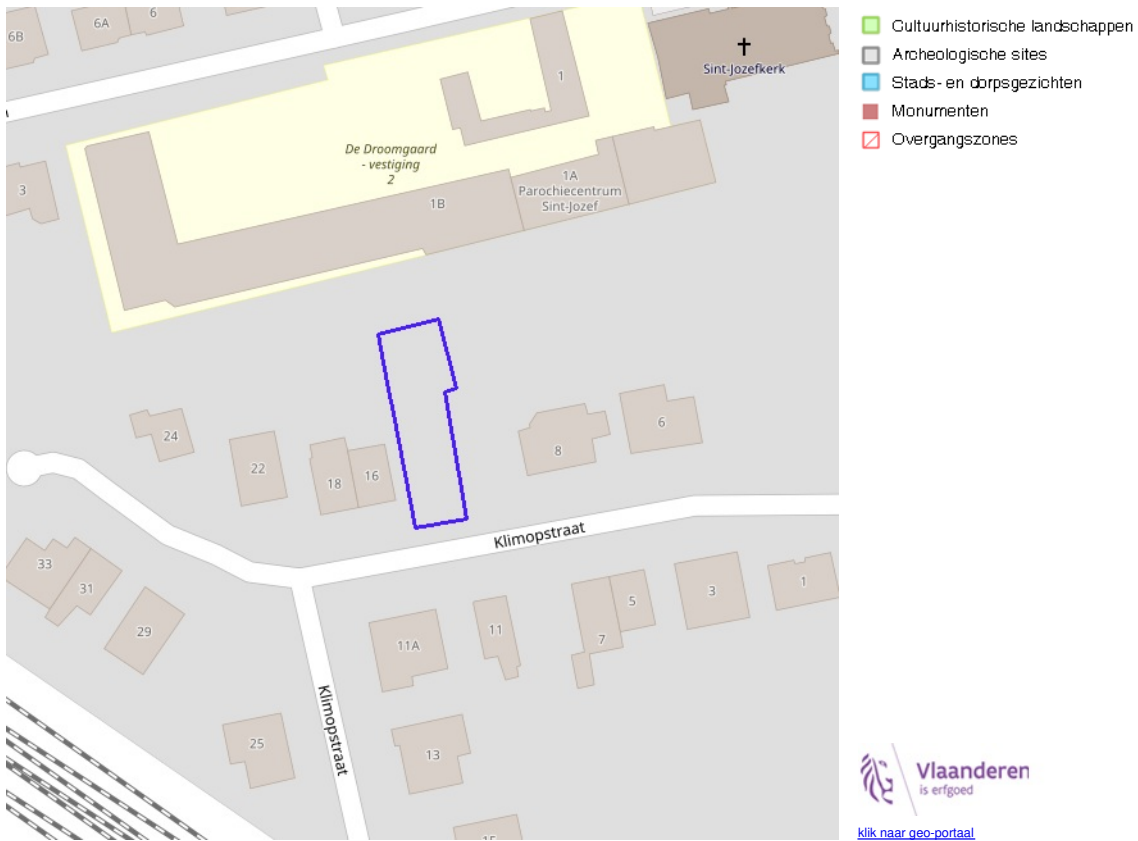 6B
6A
6
1
Sint-Jozefkerk
De Droomgaard
- vestiging
2
1A
Parochiecentrum
Sint-Jozef
1B
3
24
22
18
16
8
6
Klimopstraat
33
31
29
11A
11
7
5
3
1
25
13
Klimopstraat
Cultuurhistorische landschappen
Archeologische sites
Stads- en dorpsgezichten
Monumenten
Overgangszones
Vlaanderen
is erfgoed
klik naar geo-portaal